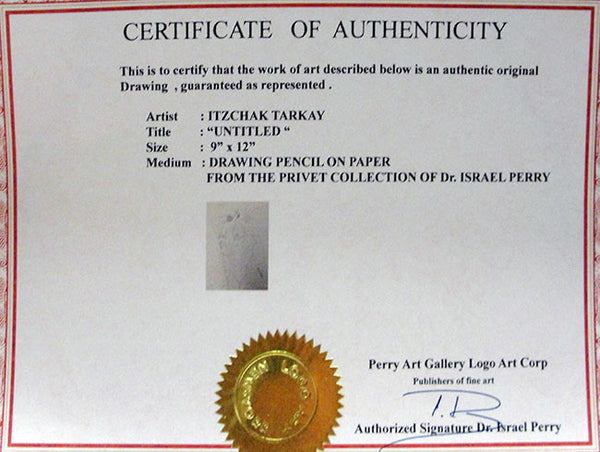 CERTIFICATE OF AUTHENTICITY
This is to certify that the work of art described below is an authentic original
Drawing , guaranteed as represented .
Artist : ITZCHAK TARKAY
Title : “UNTITLED “
Size : 9” x 12”
Medium : DRAWING PENCIL ON PAPER
FROM THE PRIVET COLLECTION OF Dr. ISRAEL PERRY
Perry Art Gallery Logo Art Corp
Publishers of fine art
Authorized Signature Dr. Israel Perry